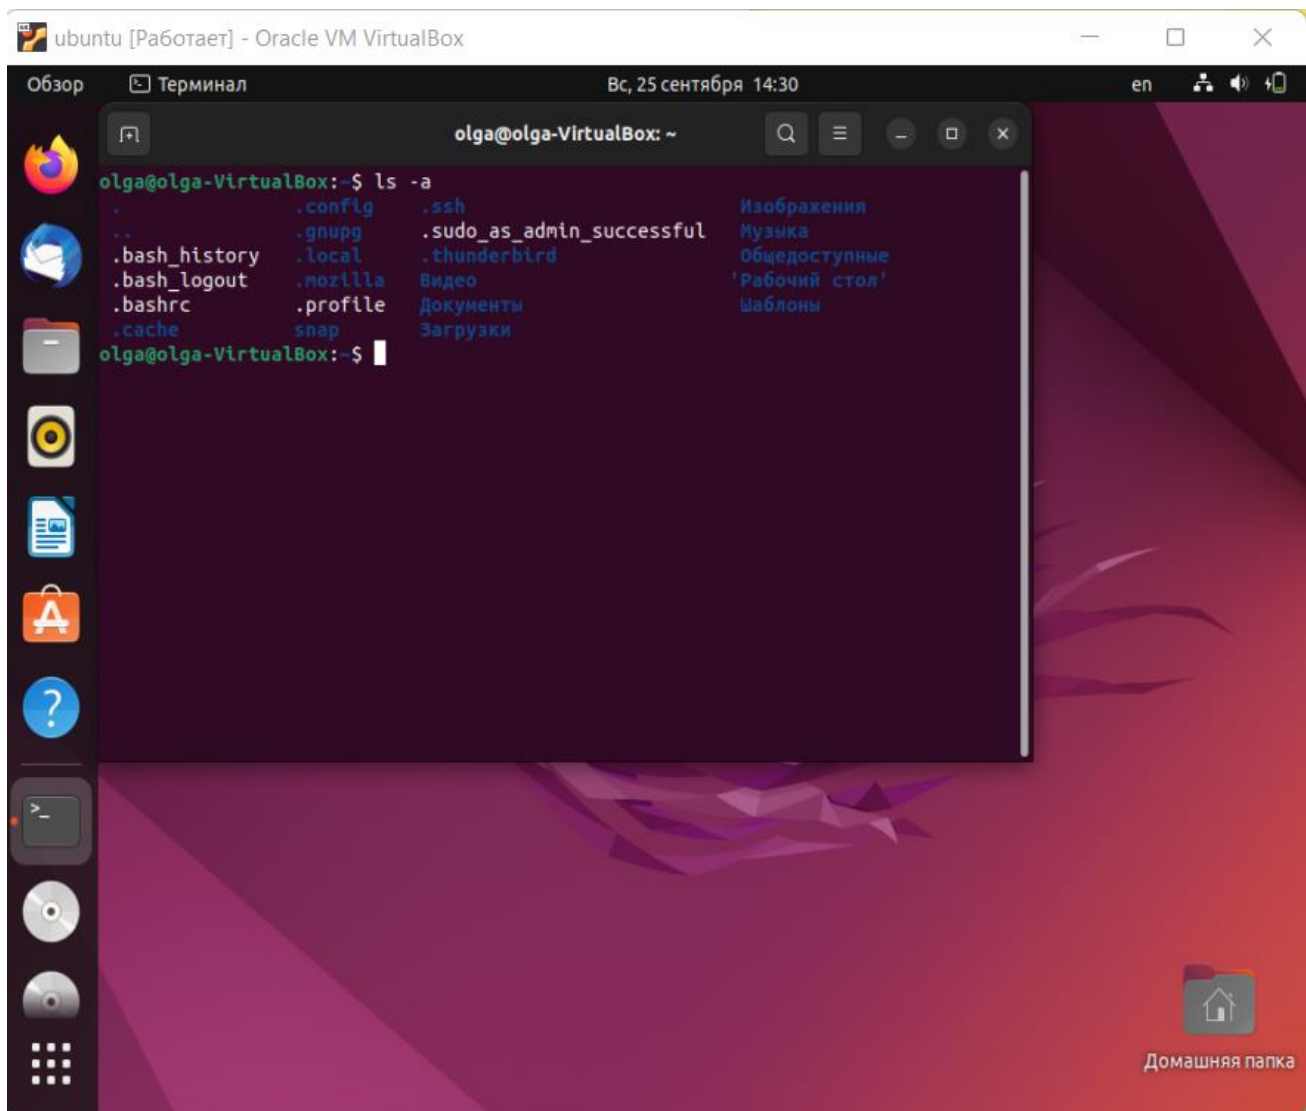 ubuntu [Работает] - Oracle VM VirtualBox
Обзор Терминал Вс, 25 сентября 14:30 en
olga@olga-VirtualBox: ~
olga@olga-VirtualBox:~$ ls -a
. .config .ssh Изображения
.. .gnupg .sudo_as_admin_successful Музыка
.bash_history .local .thunderbird Общедоступные
.bash_logout .mozilla Видео 'Рабочий стол'
.bashrc .profile Документы Шаблоны
.cache snap Загрузки
olga@olga-VirtualBox:~$
Домашняя папка